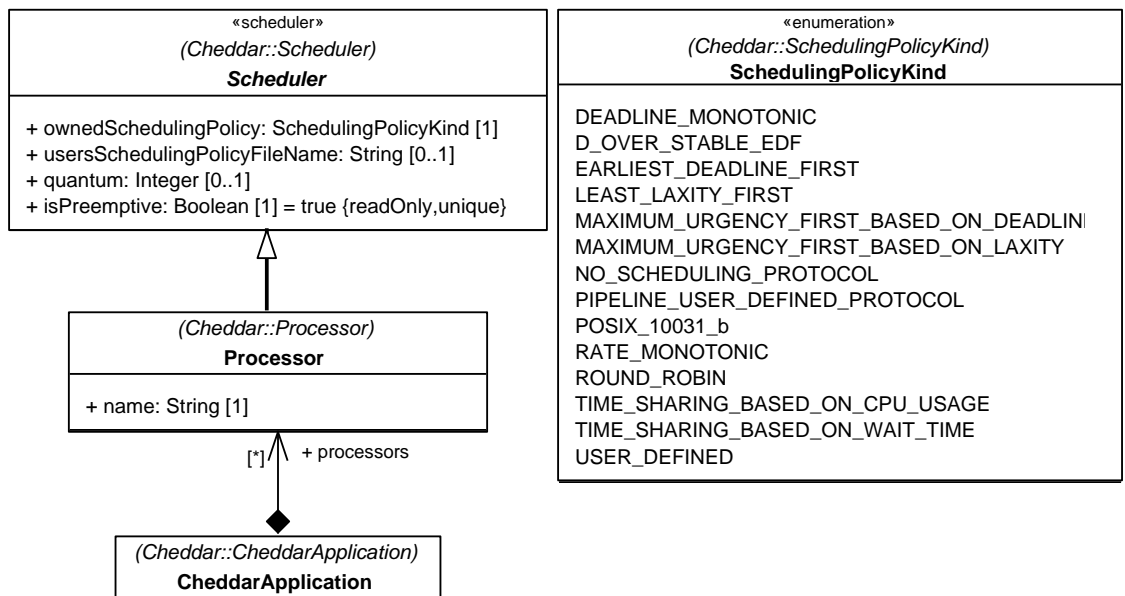 «scheduler»
(Cheddar::Scheduler)
Scheduler
+ ownedSchedulingPolicy: SchedulingPolicyKind [1]
+ usersSchedulingPolicyFileName: String [0..1]
+ quantum: Integer [0..1]
+ isPreemptive: Boolean [1] = true {readOnly,unique}
(Cheddar::Processor)
Processor
+ name: String [1]
[*]
+ processors
(Cheddar::CheddarApplication)
CheddarApplication
«enumeration»
(Cheddar::SchedulingPolicyKind)
SchedulingPolicyKind
DEADLINE_MONOTONIC
D_OVER_STABLE_EDF
EARLIEST_DEADLINE_FIRST
LEAST_LAXITY_FIRST
MAXIMUM_URGENCY_FIRST_BASED_ON_DEADLIN
MAXIMUM_URGENCY_FIRST_BASED_ON_LAXITY
NO_SCHEDULING_PROTOCOL
PIPELINE_USER_DEFINED_PROTOCOL
POSIX_10031_b
RATE_MONOTONIC
ROUND_ROBIN
TIME_SHARING_BASED_ON_CPU_USAGE
TIME_SHARING_BASED_ON_WAIT_TIME
USER_DEFINED